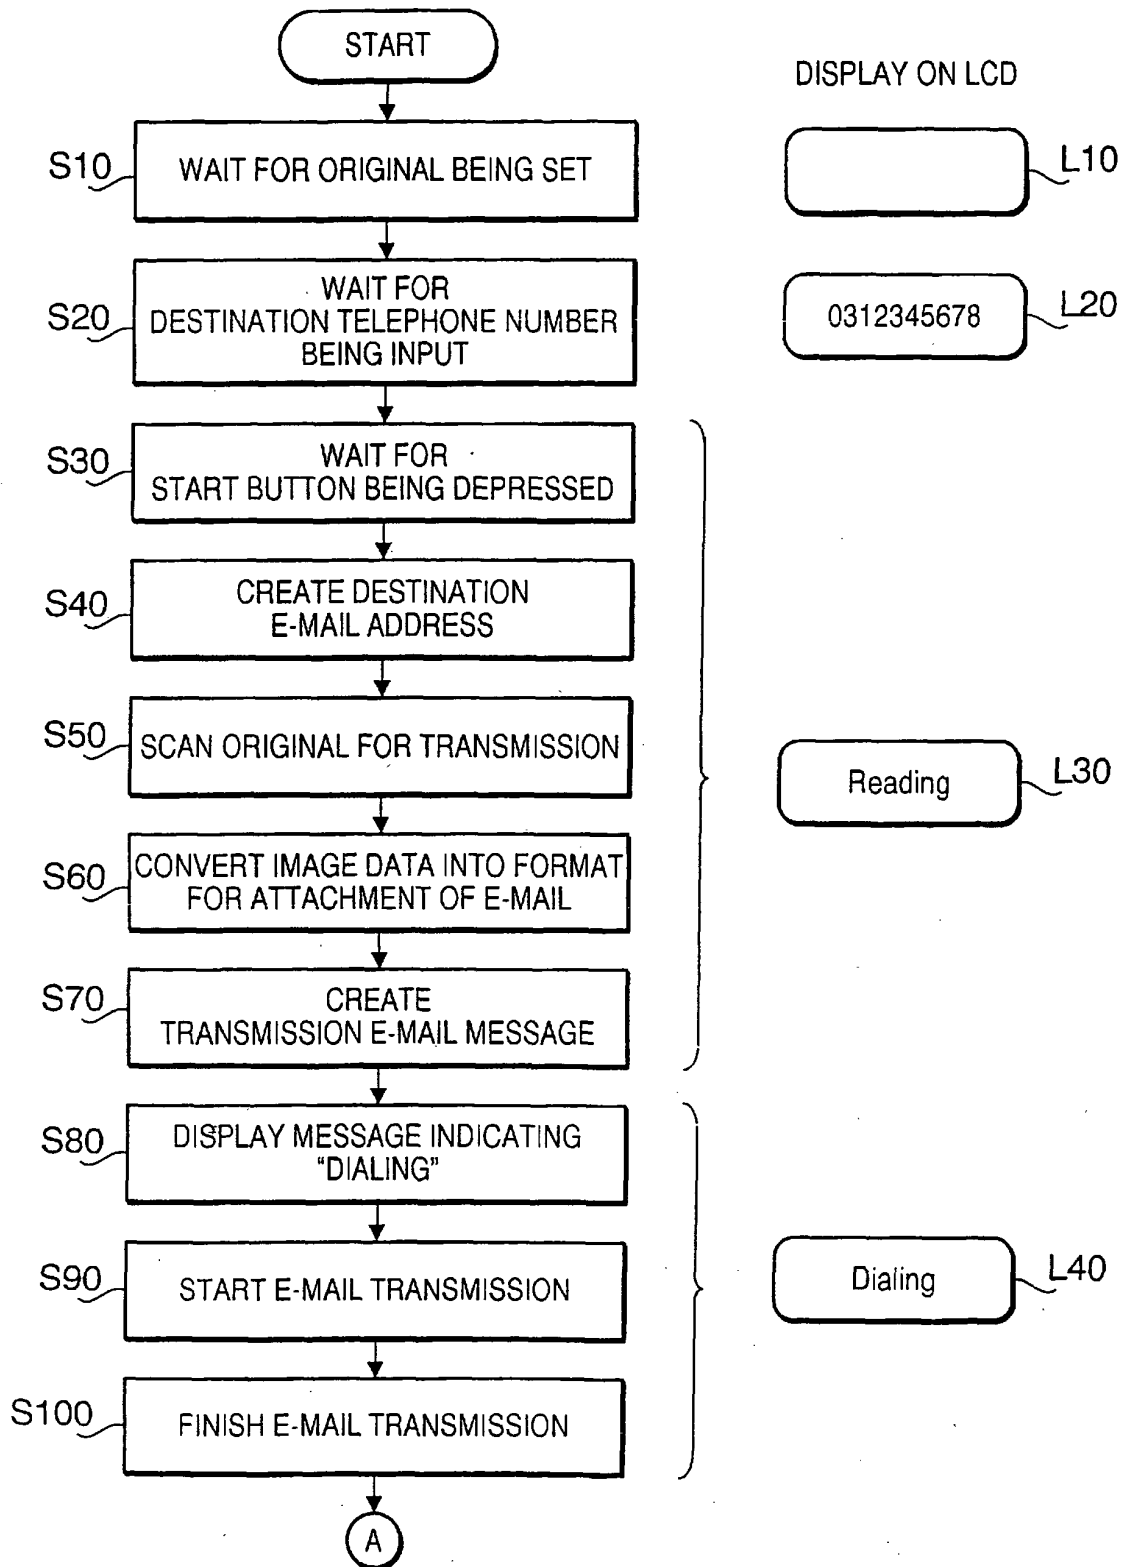 START
DISPLAY ON LCD
S10
WAIT FOR ORIGINAL BEING SET
L10
S20
WAIT FOR
DESTINATION TELEPHONE NUMBER
BEING INPUT
0312345678
L20
S30
WAIT FOR
START BUTTON BEING DEPRESSED
S40
CREATE DESTINATION
E-MAIL ADDRESS
S50
SCAN ORIGINAL FOR TRANSMISSION
Reading
L30
S60
CONVERT IMAGE DATA INTO FORMAT
FOR ATTACHMENT OF E-MAIL
S70
CREATE
TRANSMISSION E-MAIL MESSAGE
S80
DISPLAY MESSAGE INDICATING
"DIALING"
S90
START E-MAIL TRANSMISSION
Dialing
L40
S100
FINISH E-MAIL TRANSMISSION
A